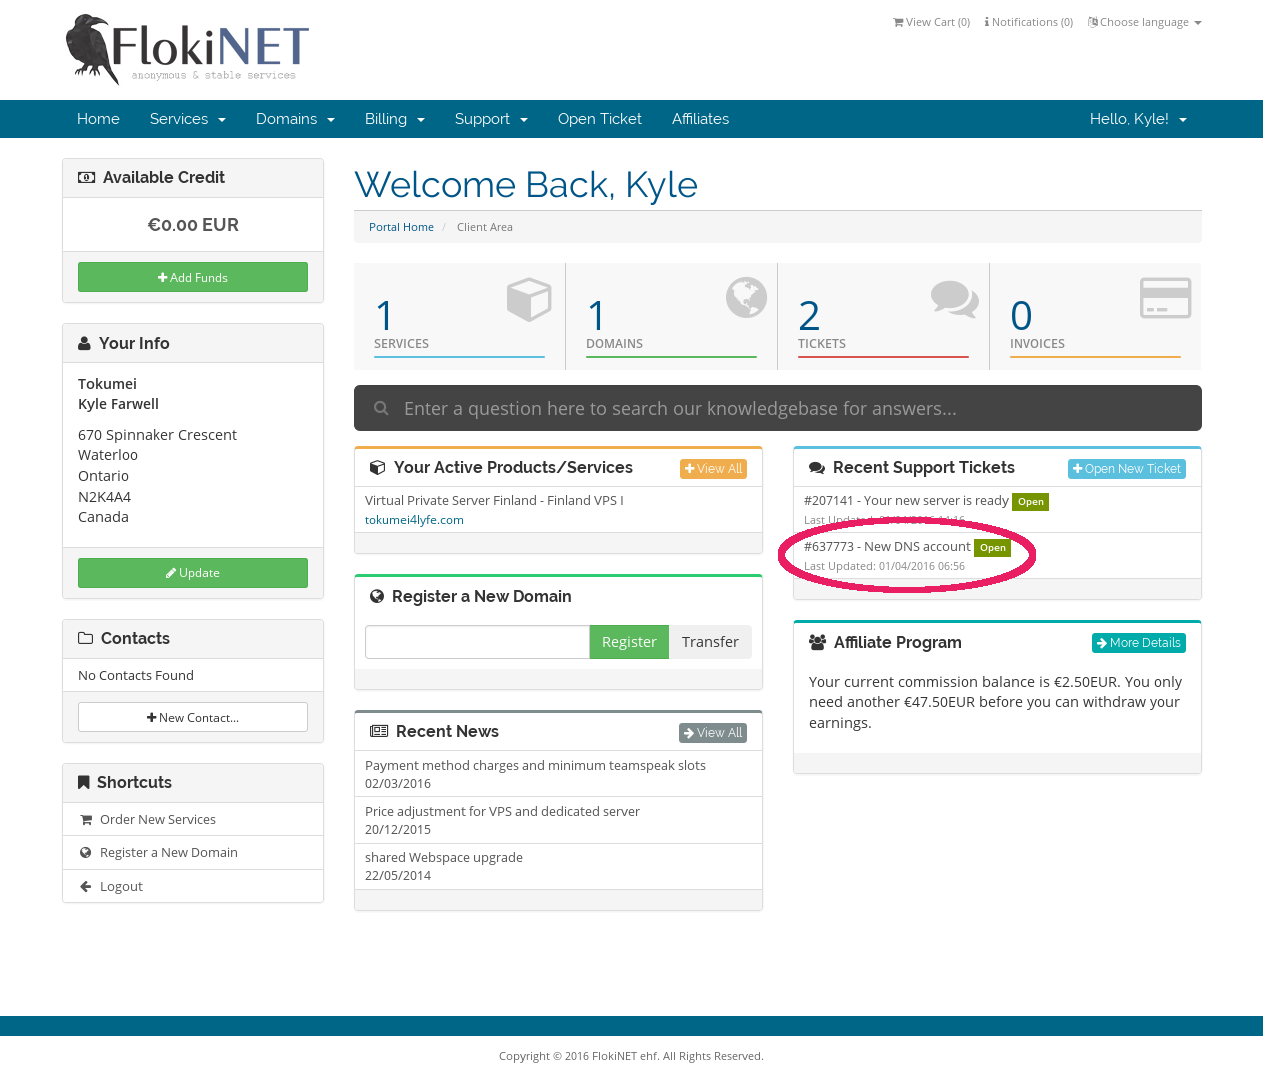 FlokiNET
anonymous & stable services
View Cart (0) Notifications (0) Choose language
Home Services Domains Billing Support Open Ticket Affiliates Hello, Kyle!
Available Credit
€0.00 EUR
Add Funds
Your Info
Tokumei
Kyle Farwell
670 Spinnaker Crescent
Waterloo
Ontario
N2K4A4
Canada
Update
Contacts
No Contacts Found
New Contact...
Shortcuts
Order New Services
Register a New Domain
Logout
Welcome Back, Kyle
Portal Home / Client Area
1
SERVICES
1
DOMAINS
2
TICKETS
0
INVOICES
Enter a question here to search our knowledgebase for answers...
Your Active Products/Services View All
Virtual Private Server Finland - Finland VPS I
tokumei4lyfe.com
Register a New Domain
Register Transfer
Recent News View All
Payment method charges and minimum teamspeak slots
02/03/2016
Price adjustment for VPS and dedicated server
20/12/2015
shared Webspace upgrade
22/05/2014
Recent Support Tickets Open New Ticket
#207141 - Your new server is ready Open
Last Updated: 01/04/2016 14:16
#637773 - New DNS account Open
Last Updated: 01/04/2016 06:56
Affiliate Program More Details
Your current commission balance is €2.50EUR. You only
need another €47.50EUR before you can withdraw your
earnings.
Copyright © 2016 FlokiNET ehf. All Rights Reserved.